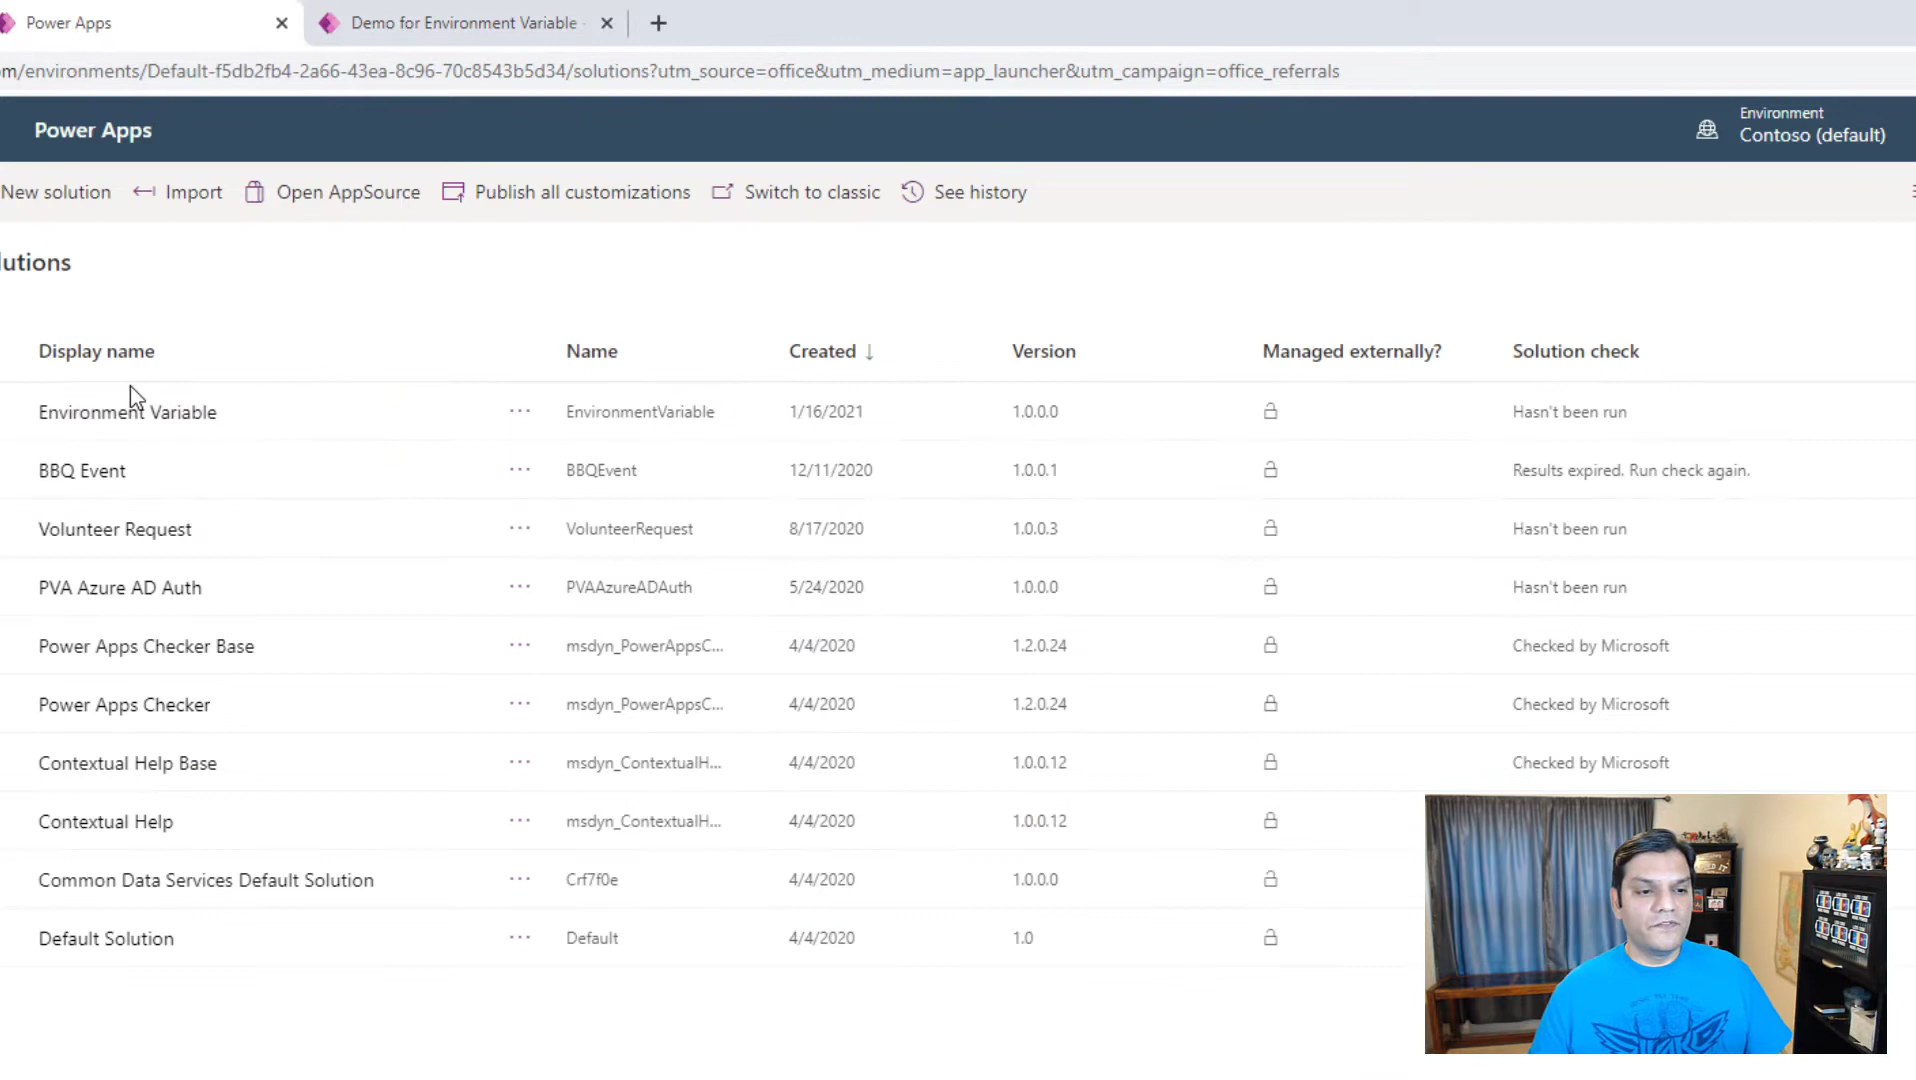 Power Apps
Demo for Environment Variable -
m/environments/Default-f5db2fb4-2a66-43ea-8c96-70c8543b5d34/solutions?utm_source=office&utm_medium=app_launcher&utm_campaign=office_referrals
Power Apps
Environment
Contoso (default)
New solution Import Open AppSource Publish all customizations Switch to classic See history
lutions
Display name Name Created ↓ Version Managed externally? Solution check
Environment Variable ... EnvironmentVariable 1/16/2021 1.0.0.0 Hasn't been run
BBQ Event ... BBQEvent 12/11/2020 1.0.0.1 Results expired. Run check again.
Volunteer Request ... VolunteerRequest 8/17/2020 1.0.0.3 Hasn't been run
PVA Azure AD Auth ... PVAAzureADAuth 5/24/2020 1.0.0.0 Hasn't been run
Power Apps Checker Base ... msdyn_PowerAppsC... 4/4/2020 1.2.0.24 Checked by Microsoft
Power Apps Checker ... msdyn_PowerAppsC... 4/4/2020 1.2.0.24 Checked by Microsoft
Contextual Help Base ... msdyn_ContextualH... 4/4/2020 1.0.0.12 Checked by Microsoft
Contextual Help ... msdyn_ContextualH... 4/4/2020 1.0.0.12
Common Data Services Default Solution ... Crf7f0e 4/4/2020 1.0.0.0
Default Solution ... Default 4/4/2020 1.0